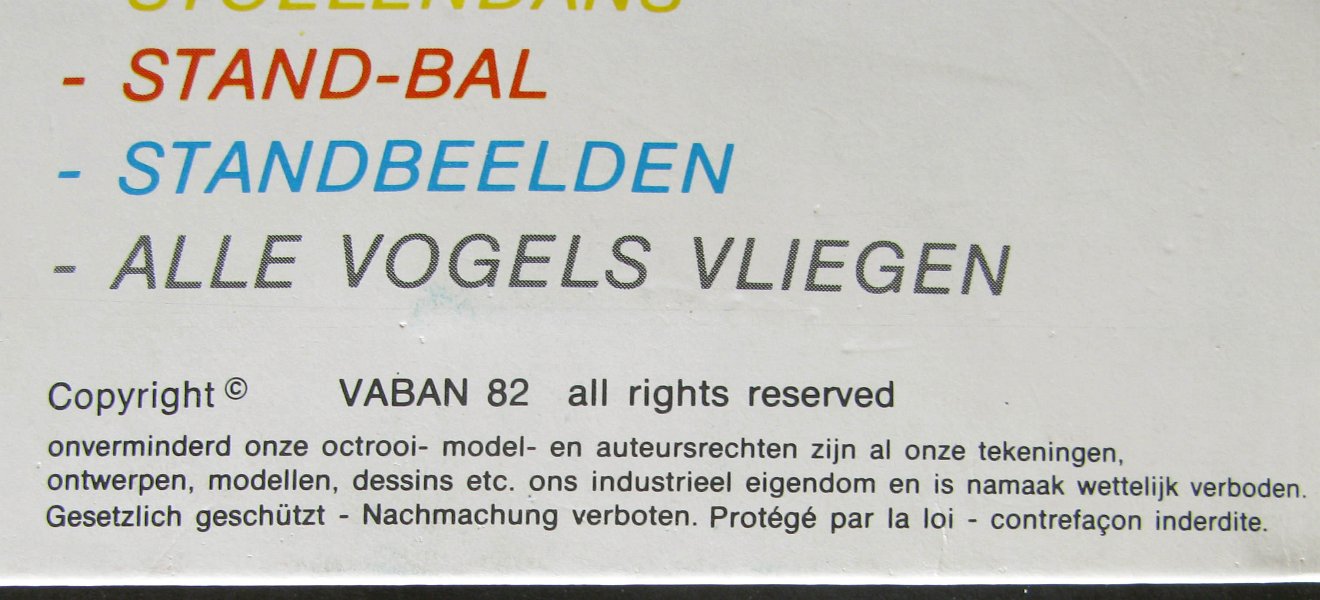 STOELENDANS
- STAND-BAL
- STANDBEELDEN
- ALLE VOGELS VLIEGEN
Copyright © VABAN 82 all rights reserved
onverminderd onze octrooi- model- en auteursrechten zijn al onze tekeningen,
ontwerpen, modellen, dessins etc. ons industrieel eigendom en is namaak wettelijk verboden.
Gesetzlich geschützt - Nachmachung verboten. Protégé par la loi - contrefaçon inderdite.